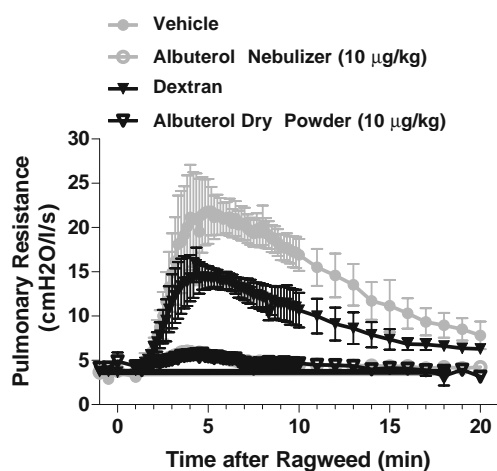 Vehicle
Albuterol Nebulizer (10 μg/kg)
Dextran
Albuterol Dry Powder (10 μg/kg)
30
25
20
15
10
5
0
Pulmonary Resistance
(cmH2O/l/s)
0 5 10 15 20
Time after Ragweed (min)